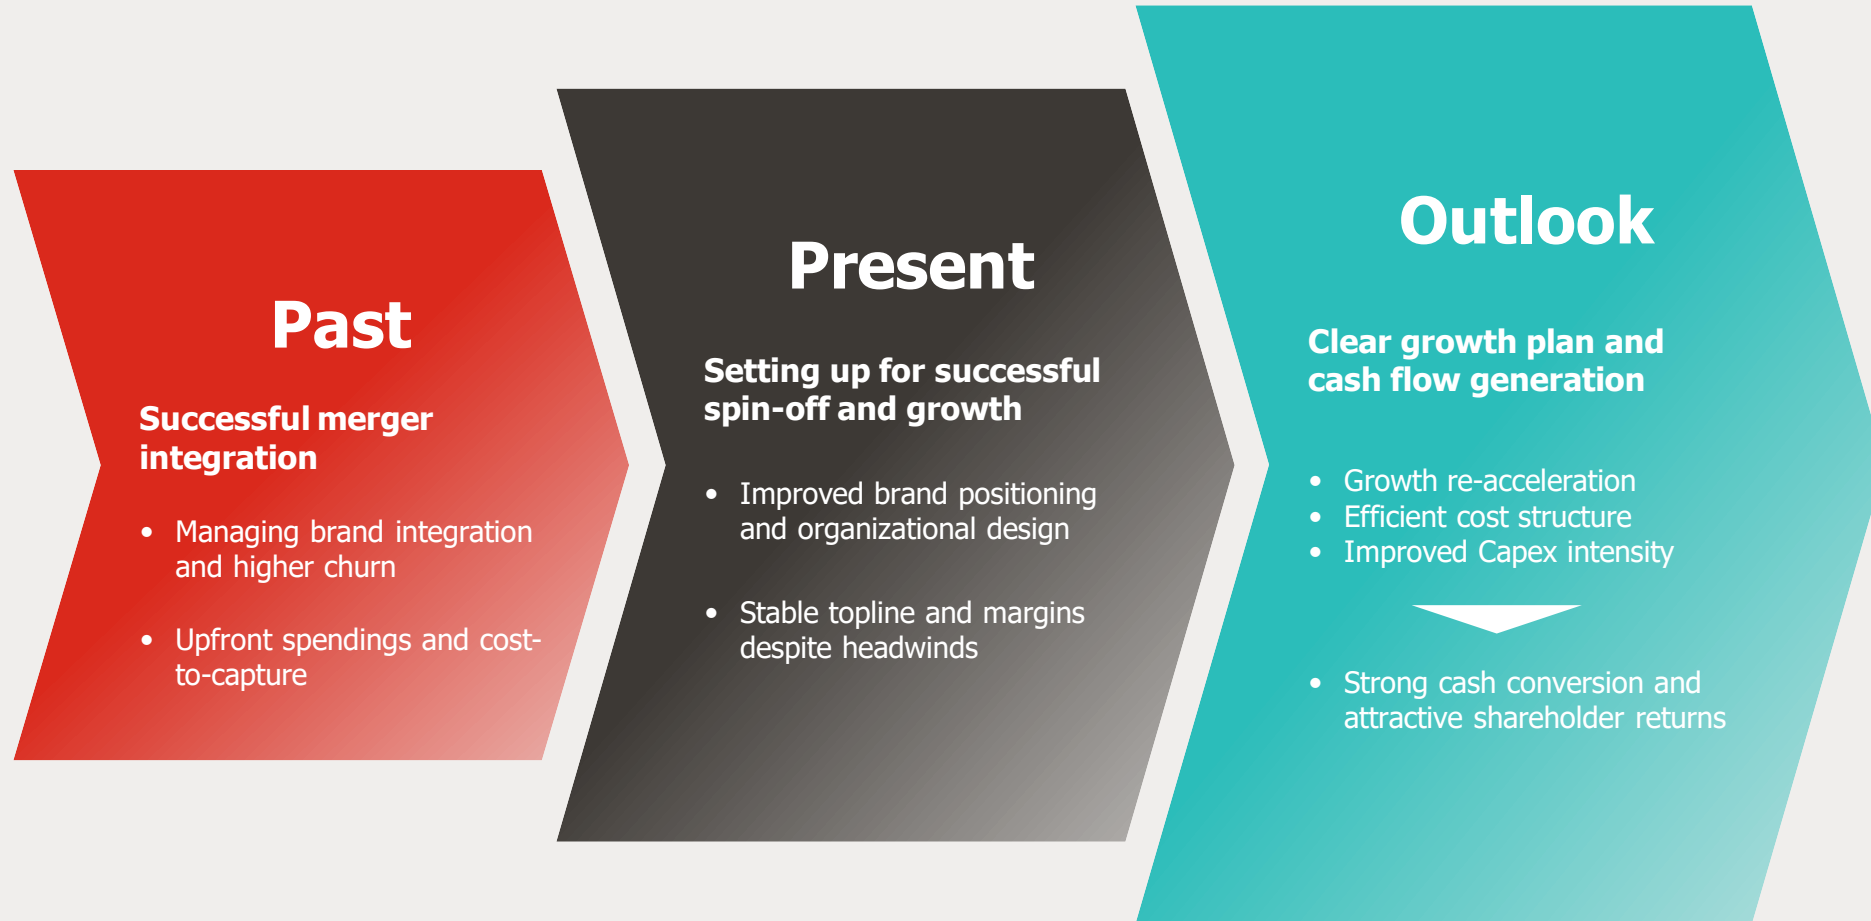 Past
Successful merger
integration
• Managing brand integration
and higher churn
• Upfront spendings and cost-
to-capture
Present
Setting up for successful
spin-off and growth
• Improved brand positioning
and organizational design
• Stable topline and margins
despite headwinds
Outlook
Clear growth plan and
cash flow generation
• Growth re-acceleration
• Efficient cost structure
• Improved Capex intensity
• Strong cash conversion and
attractive shareholder returns